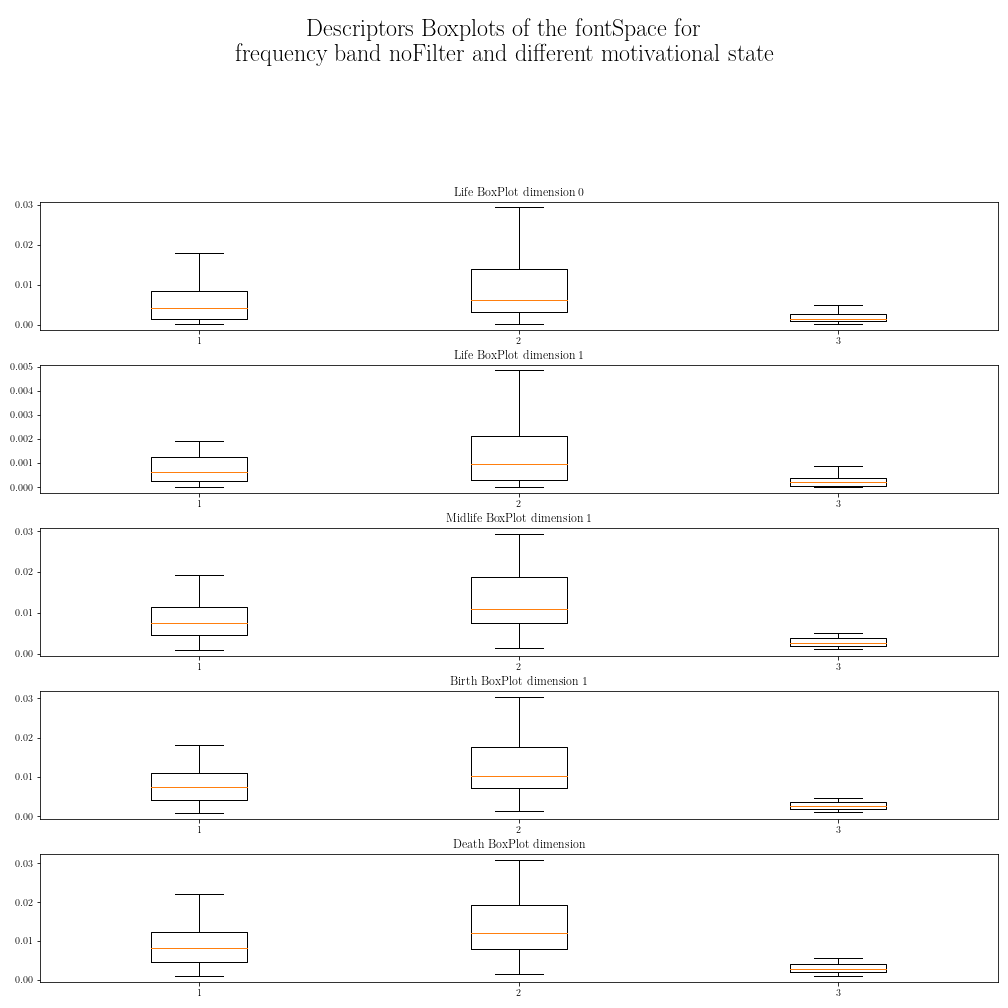 Descriptors Boxplots of the fontSpace for
frequency band noFilter and different motivational state
Life BoxPlot dimension 0
0.03
0.02
0.01
0.00
1 2 3
Life BoxPlot dimension 1
0.005
0.004
0.003
0.002
0.001
0.000
1 2 3
Midlife BoxPlot dimension 1
0.03
0.02
0.01
0.00
1 2 3
Birth BoxPlot dimension 1
0.03
0.02
0.01
0.00
1 2 3
Death BoxPlot dimension
0.03
0.02
0.01
0.00
1 2 3